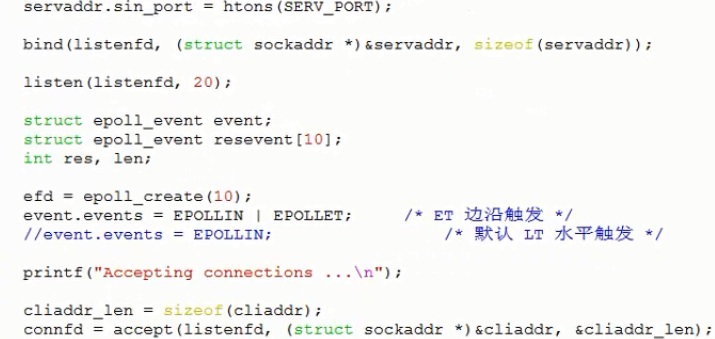 servaddr.sin_port = htons(SERV_PORT);
bind(listenfd, (struct sockaddr *)&servaddr, sizeof(servaddr));
listen(listenfd, 20);
struct epoll_event event;
struct epoll_event resevent[10];
int res, len;
efd = epoll_create(10);
event.events = EPOLLIN | EPOLLET; /* ET 边沿触发 */
//event.events = EPOLLIN; /* 默认 LT 水平触发 */
printf("Accepting connections ...\n");
cliaddr_len = sizeof(cliaddr);
connfd = accept(listenfd, (struct sockaddr *)&cliaddr, &cliaddr_len);